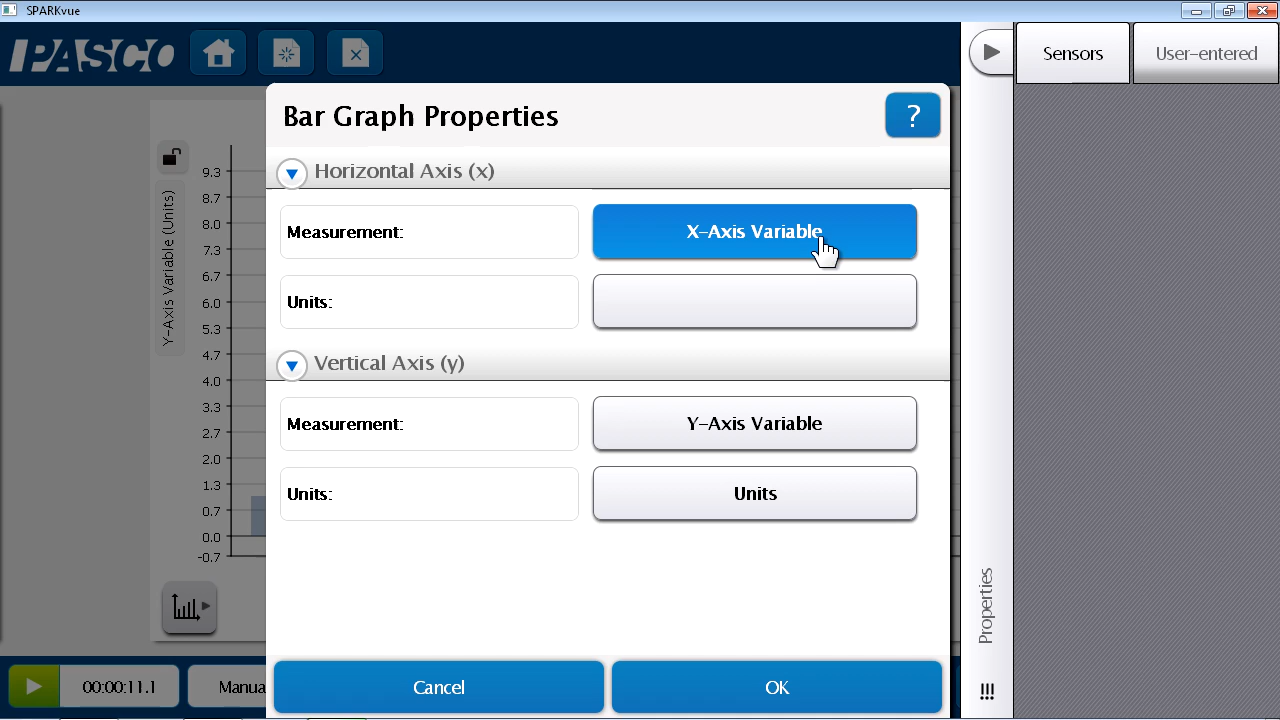 SPARKvue
PASCO
Sensors
User-entered
Bar Graph Properties
?
Horizontal Axis (x)
Measurement:
X-Axis Variable
Units:
Vertical Axis (y)
Measurement:
Y-Axis Variable
Units:
Units
Cancel
OK
Y-Axis Variable (Units)
9.3
8.7
8.0
7.3
6.7
6.0
5.3
4.7
4.0
3.3
2.7
2.0
1.3
0.7
0.0
-0.7
00:00:11.1
Manua
Properties